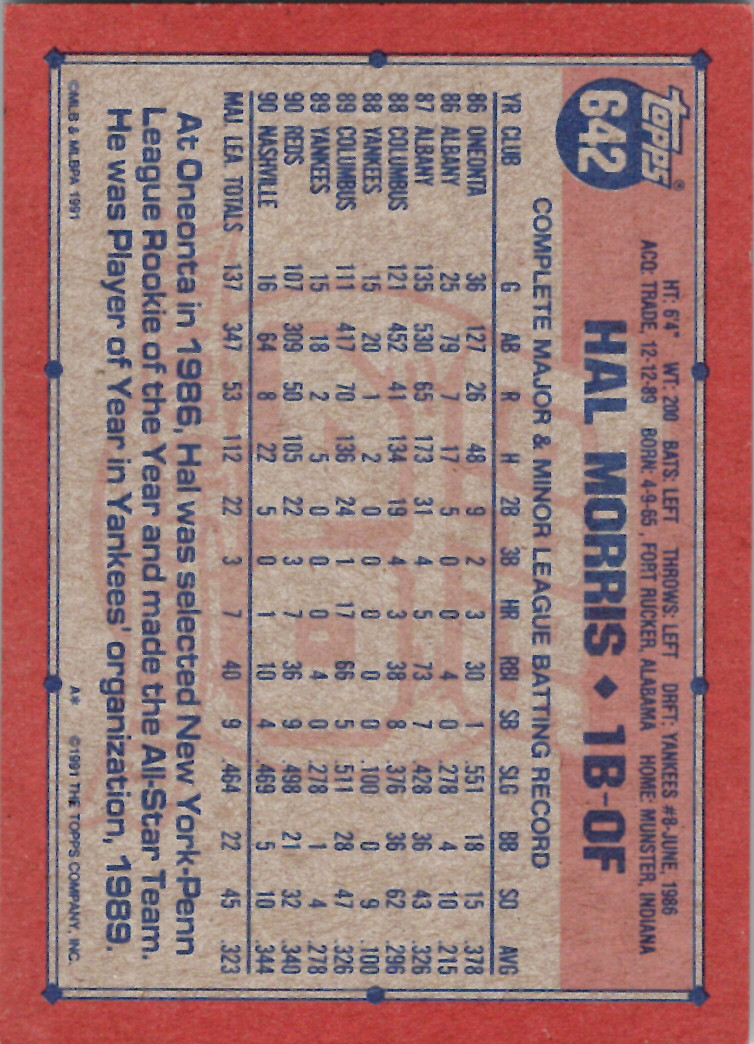 topps®
642
HT: 6'4" WT: 200 BATS: LEFT THROWS: LEFT DRFT: YANKEES #8-JUNE, 1986
ACQ: TRADE, 12-12-89 BORN: 4-9-65, FORT RUCKER, ALABAMA HOME: MUNSTER, INDIANA
HAL MORRIS ♦ 1B-OF
COMPLETE MAJOR & MINOR LEAGUE BATTING RECORD
YR CLUB G AB R H 2B 3B HR RBI SB SLG BB SO AVG
86 ONEONTA 36 127 26 48 9 2 3 30 1 .551 18 15 .378
86 ALBANY 25 79 7 17 5 0 0 4 0 .278 4 10 .215
87 ALBANY 135 530 65 173 31 4 5 73 7 .428 36 43 .326
88 COLUMBUS 121 452 41 134 19 4 3 38 8 .376 36 62 .296
88 YANKEES 15 20 1 2 0 0 0 0 0 .100 0 9 .100
89 COLUMBUS 111 417 70 136 24 1 17 66 5 .511 28 47 .326
89 YANKEES 15 18 2 5 0 0 0 4 0 .278 1 4 .278
90 REDS 107 309 50 105 22 3 7 36 9 .498 21 32 .340
90 NASHVILLE 16 64 8 22 5 0 1 10 4 .469 5 10 .344
MAJ. LEA. TOTALS 137 347 53 112 22 3 7 40 9 .464 22 45 .323
At Oneonta in 1986, Hal was selected New York-Penn
League Rookie of the Year and made the All-Star Team.
He was Player of Year in Yankees' organization, 1989.
©MLB & MLBPA 1991 A* ©1991 THE TOPPS COMPANY, INC.